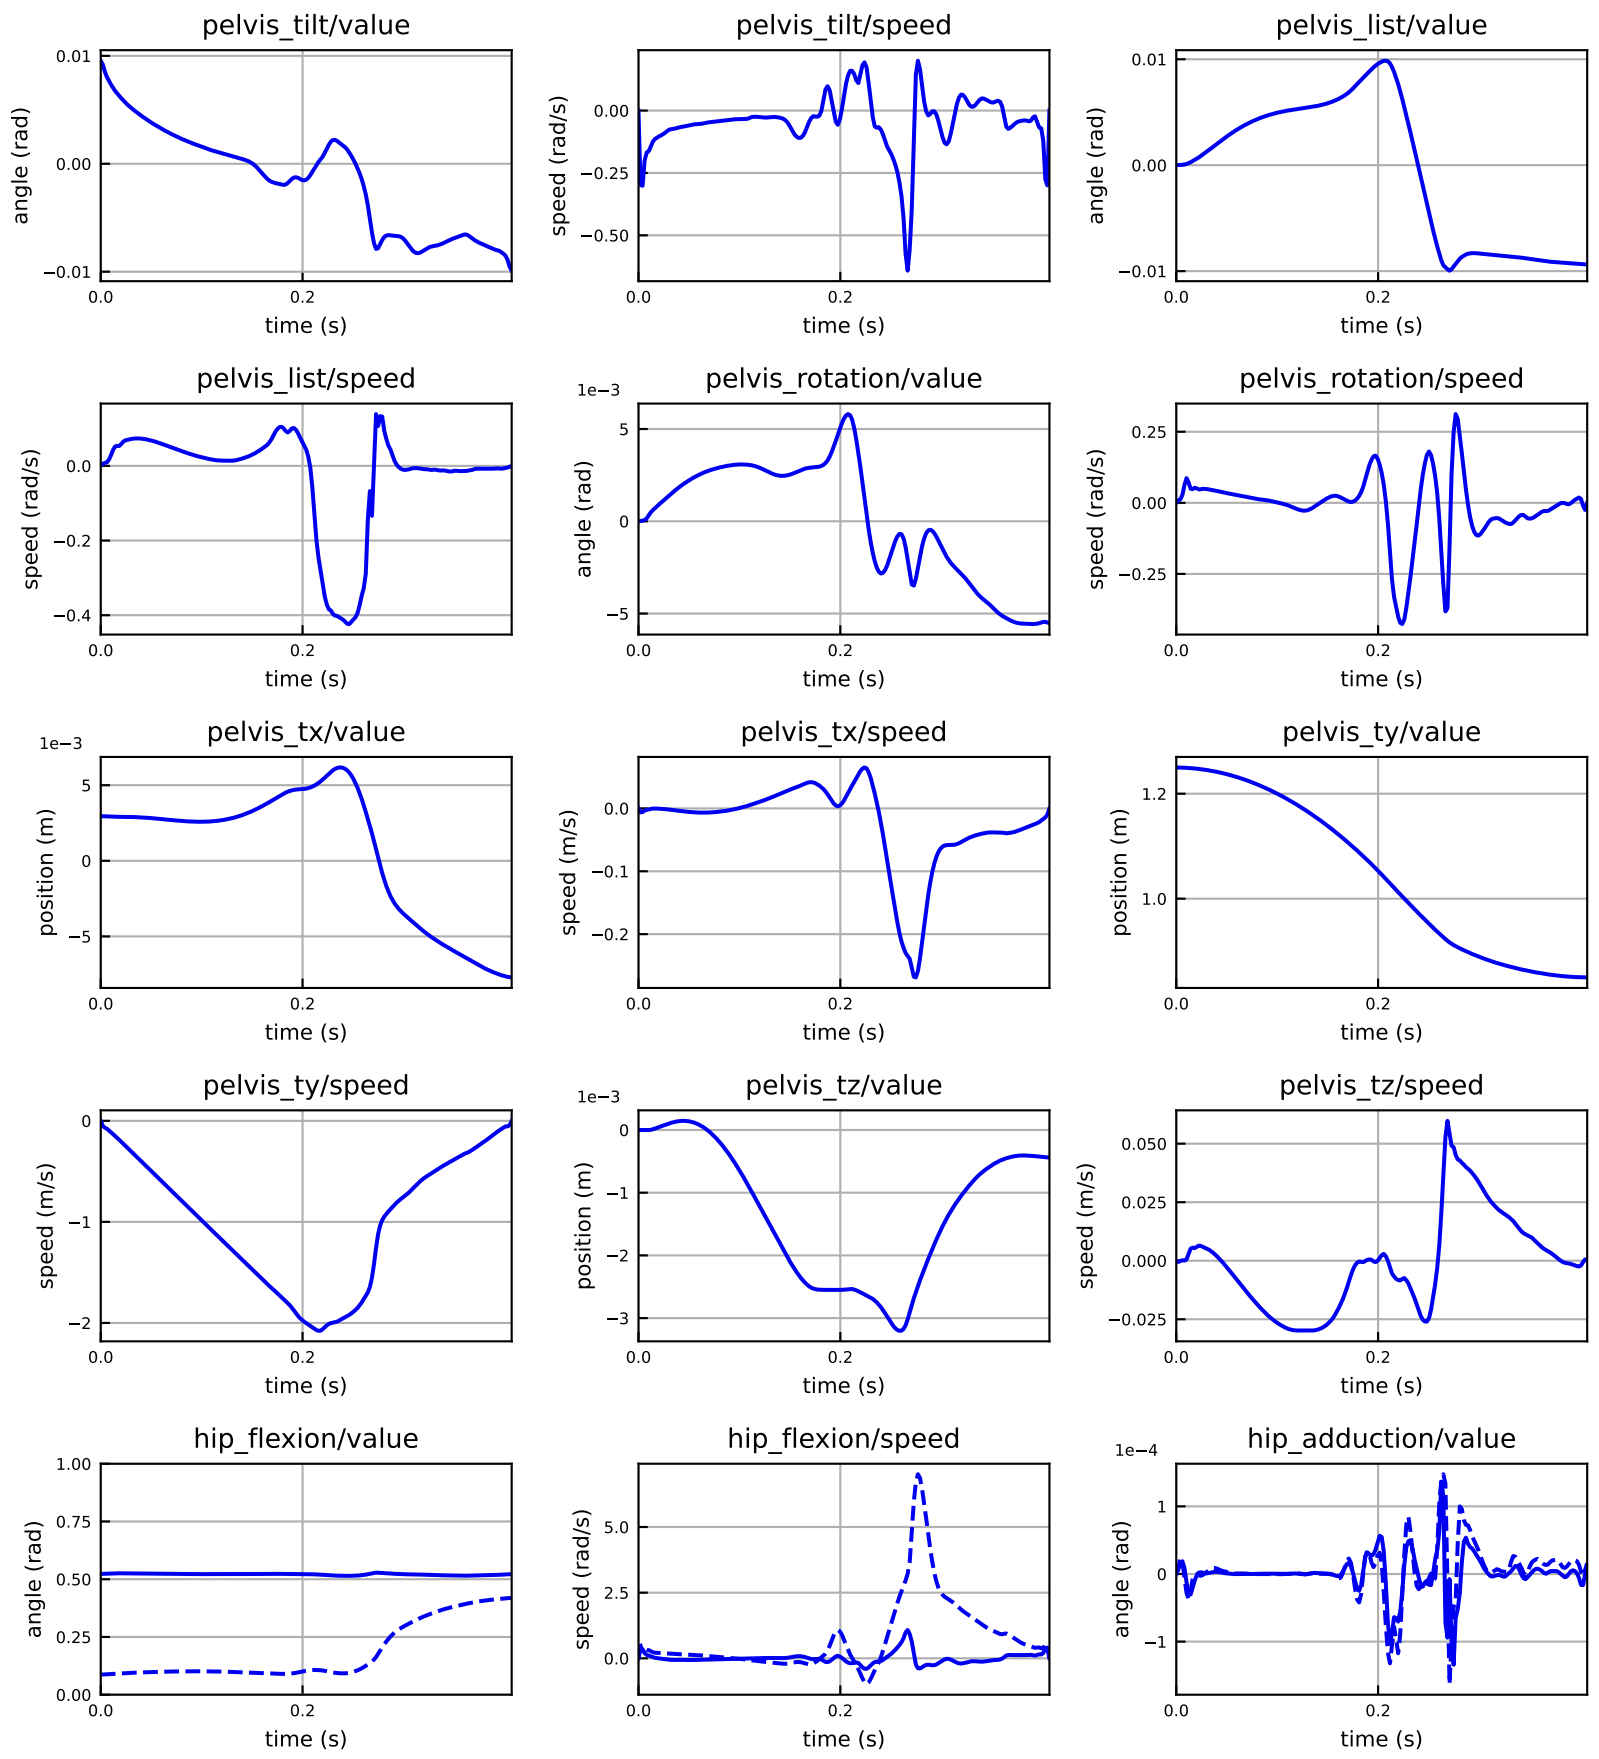 pelvis_tilt/value
angle (rad)
0.01
0.00
−0.01
0.0
0.2
time (s)
pelvis_tilt/speed
speed (rad/s)
0.00
−0.25
−0.50
0.0
0.2
time (s)
pelvis_list/value
angle (rad)
0.01
0.00
−0.01
0.0
0.2
time (s)
pelvis_list/speed
speed (rad/s)
0.0
−0.2
−0.4
0.0
0.2
time (s)
pelvis_rotation/value
1e−3
angle (rad)
5
0
−5
0.0
0.2
time (s)
pelvis_rotation/speed
speed (rad/s)
0.25
0.00
−0.25
0.0
0.2
time (s)
pelvis_tx/value
1e−3
position (m)
5
0
−5
0.0
0.2
time (s)
pelvis_tx/speed
speed (m/s)
0.0
−0.1
−0.2
0.0
0.2
time (s)
pelvis_ty/value
position (m)
1.2
1.0
0.0
0.2
time (s)
pelvis_ty/speed
speed (m/s)
0
−1
−2
0.0
0.2
time (s)
pelvis_tz/value
1e−3
position (m)
0
−1
−2
−3
0.0
0.2
time (s)
pelvis_tz/speed
speed (m/s)
0.050
0.025
0.000
−0.025
0.0
0.2
time (s)
hip_flexion/value
angle (rad)
1.00
0.75
0.50
0.25
0.00
0.0
0.2
time (s)
hip_flexion/speed
speed (rad/s)
5.0
2.5
0.0
0.0
0.2
time (s)
hip_adduction/value
1e−4
angle (rad)
1
0
−1
0.0
0.2
time (s)